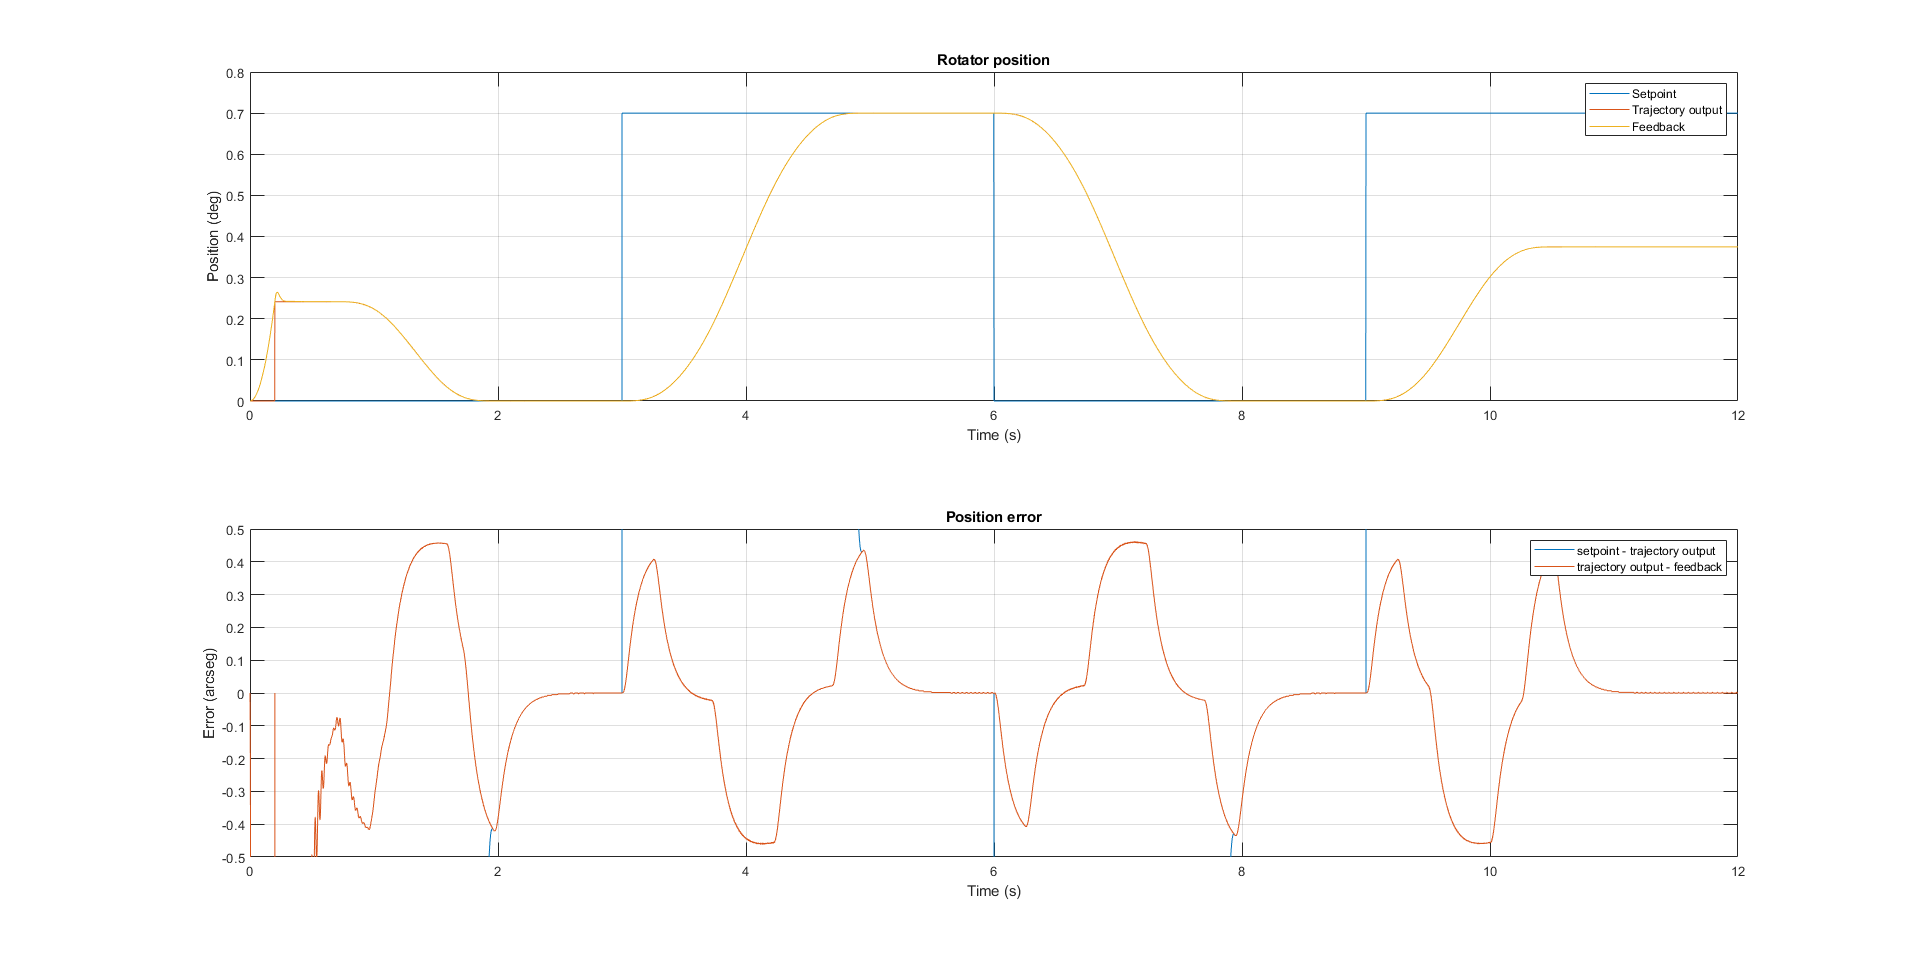 Rotator position
0.8
0.7
0.6
0.5
0.4
0.3
0.2
0.1
0
Position (deg)
Setpoint
Trajectory output
Feedback
0 2 4 6 8 10 12
Time (s)
Position error
0.5
0.4
0.3
0.2
0.1
0
-0.1
-0.2
-0.3
-0.4
-0.5
Error (arcseg)
setpoint - trajectory output
trajectory output - feedback
0 2 4 6 8 10 12
Time (s)